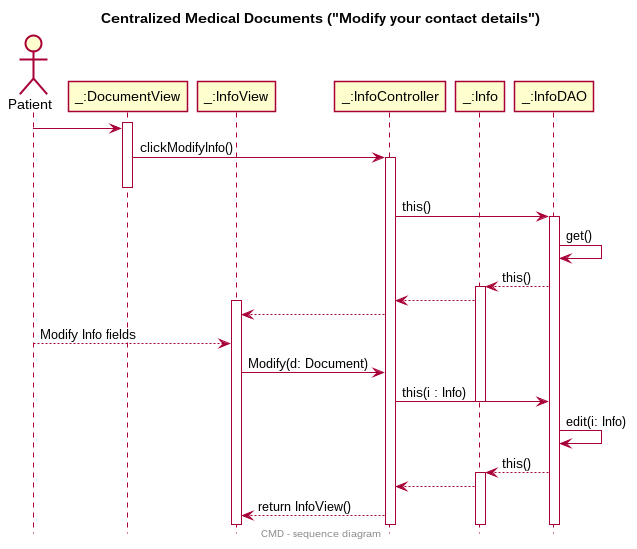 Centralized Medical Documents ("Modify your contact details")
Patient
_:DocumentView
_:InfoView
_:InfoController
_:Info
_:InfoDAO
clickModifyInfo()
this()
get()
this()
Modify Info fields
Modify(d: Document)
this(i : Info)
edit(i: Info)
this()
return InfoView()
CMD - sequence diagram